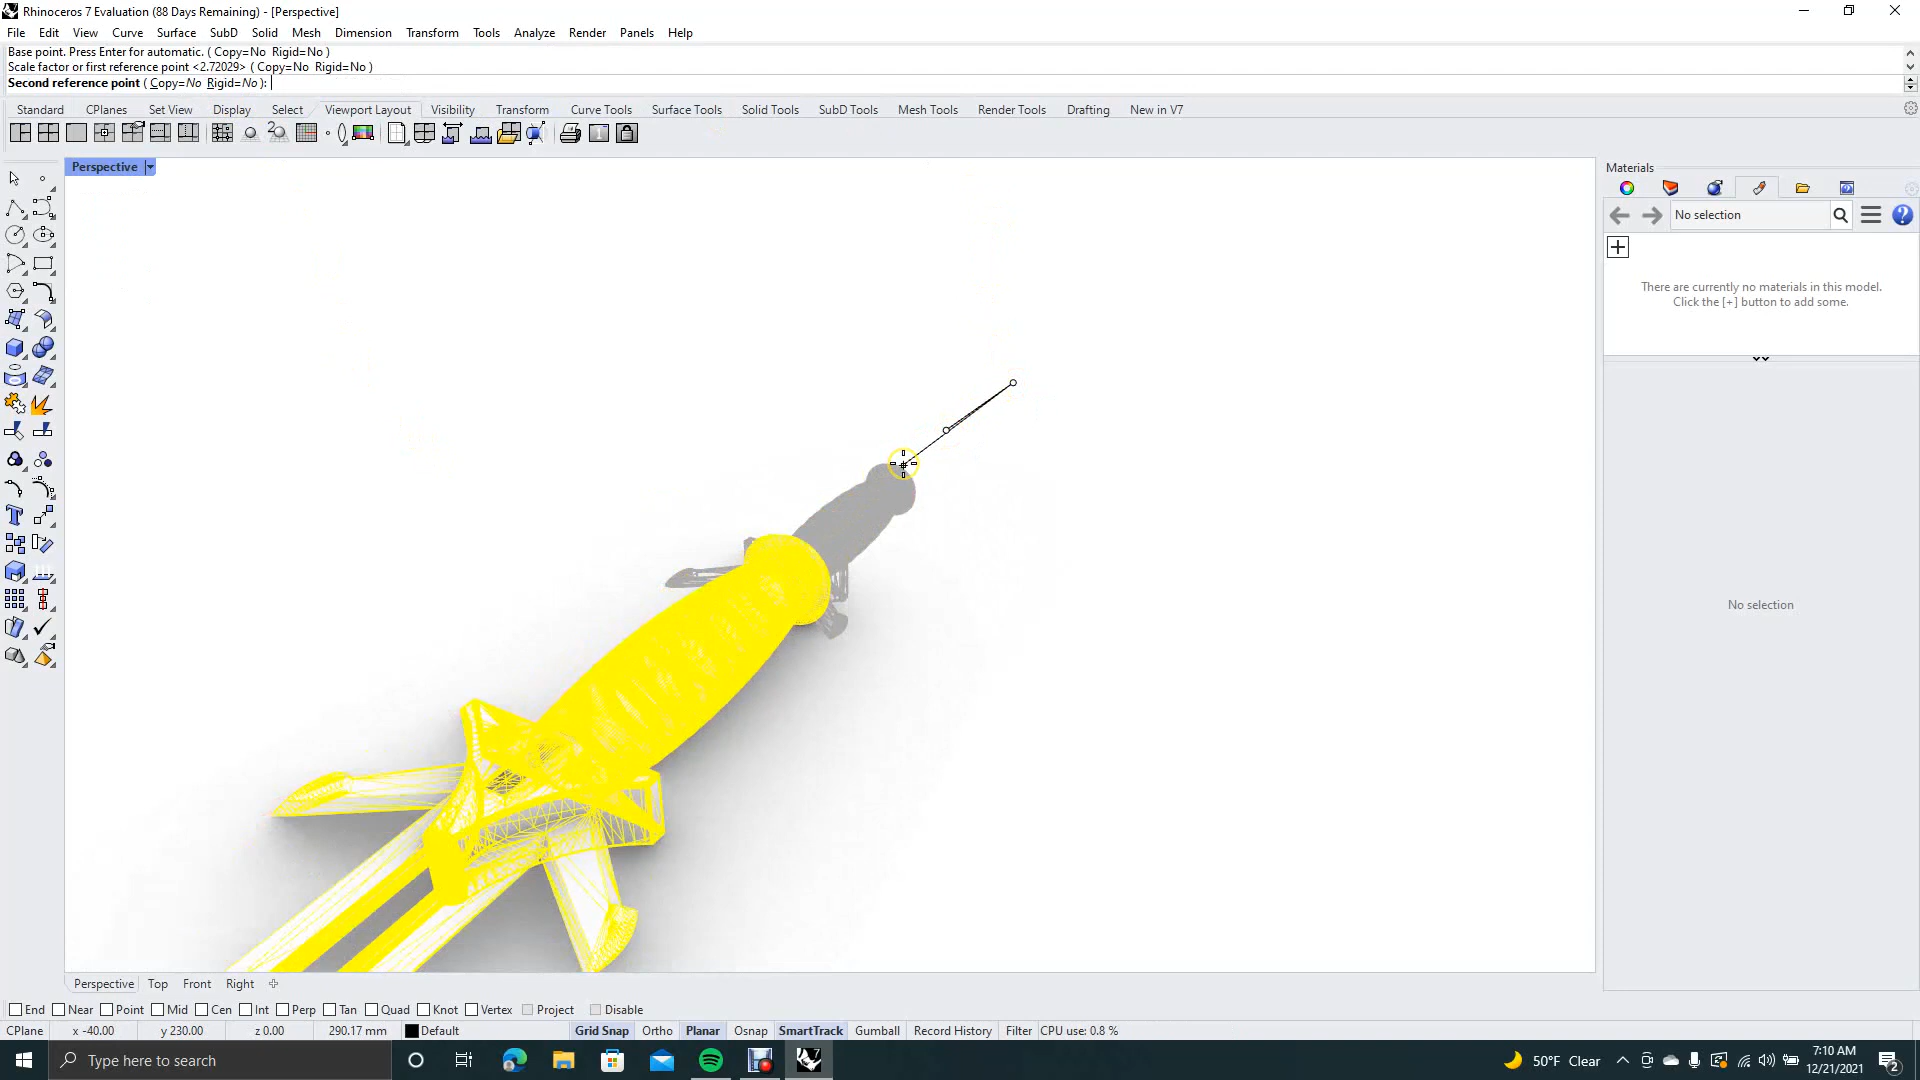 Rhinoceros 7 Evaluation (88 Days Remaining) - [Perspective]
File Edit View Curve Surface SubD Solid Mesh Dimension Transform Tools Analyze Render Panels Help
Base point. Press Enter for automatic. ( Copy=No Rigid=No )
Scale factor or first reference point <2.72029> ( Copy=No Rigid=No )
Second reference point ( Copy=No Rigid=No ):
Standard CPlanes Set View Display Select Viewport Layout Visibility Transform Curve Tools Surface Tools Solid Tools SubD Tools Mesh Tools Render Tools Drafting New in V7
Perspective
Materials
No selection
There are currently no materials in this model.
Click the [+] button to add some.
No selection
Perspective Top Front Right
End Near Point Mid Cen Int Perp Tan Quad Knot Vertex Project Disable
CPlane x -40.00 y 230.00 z 0.00 290.17 mm Default Grid Snap Ortho Planar Osnap SmartTrack Gumball Record History Filter CPU use: 0.8 %
Type here to search
50°F Clear
7:10 AM
12/21/2021
2